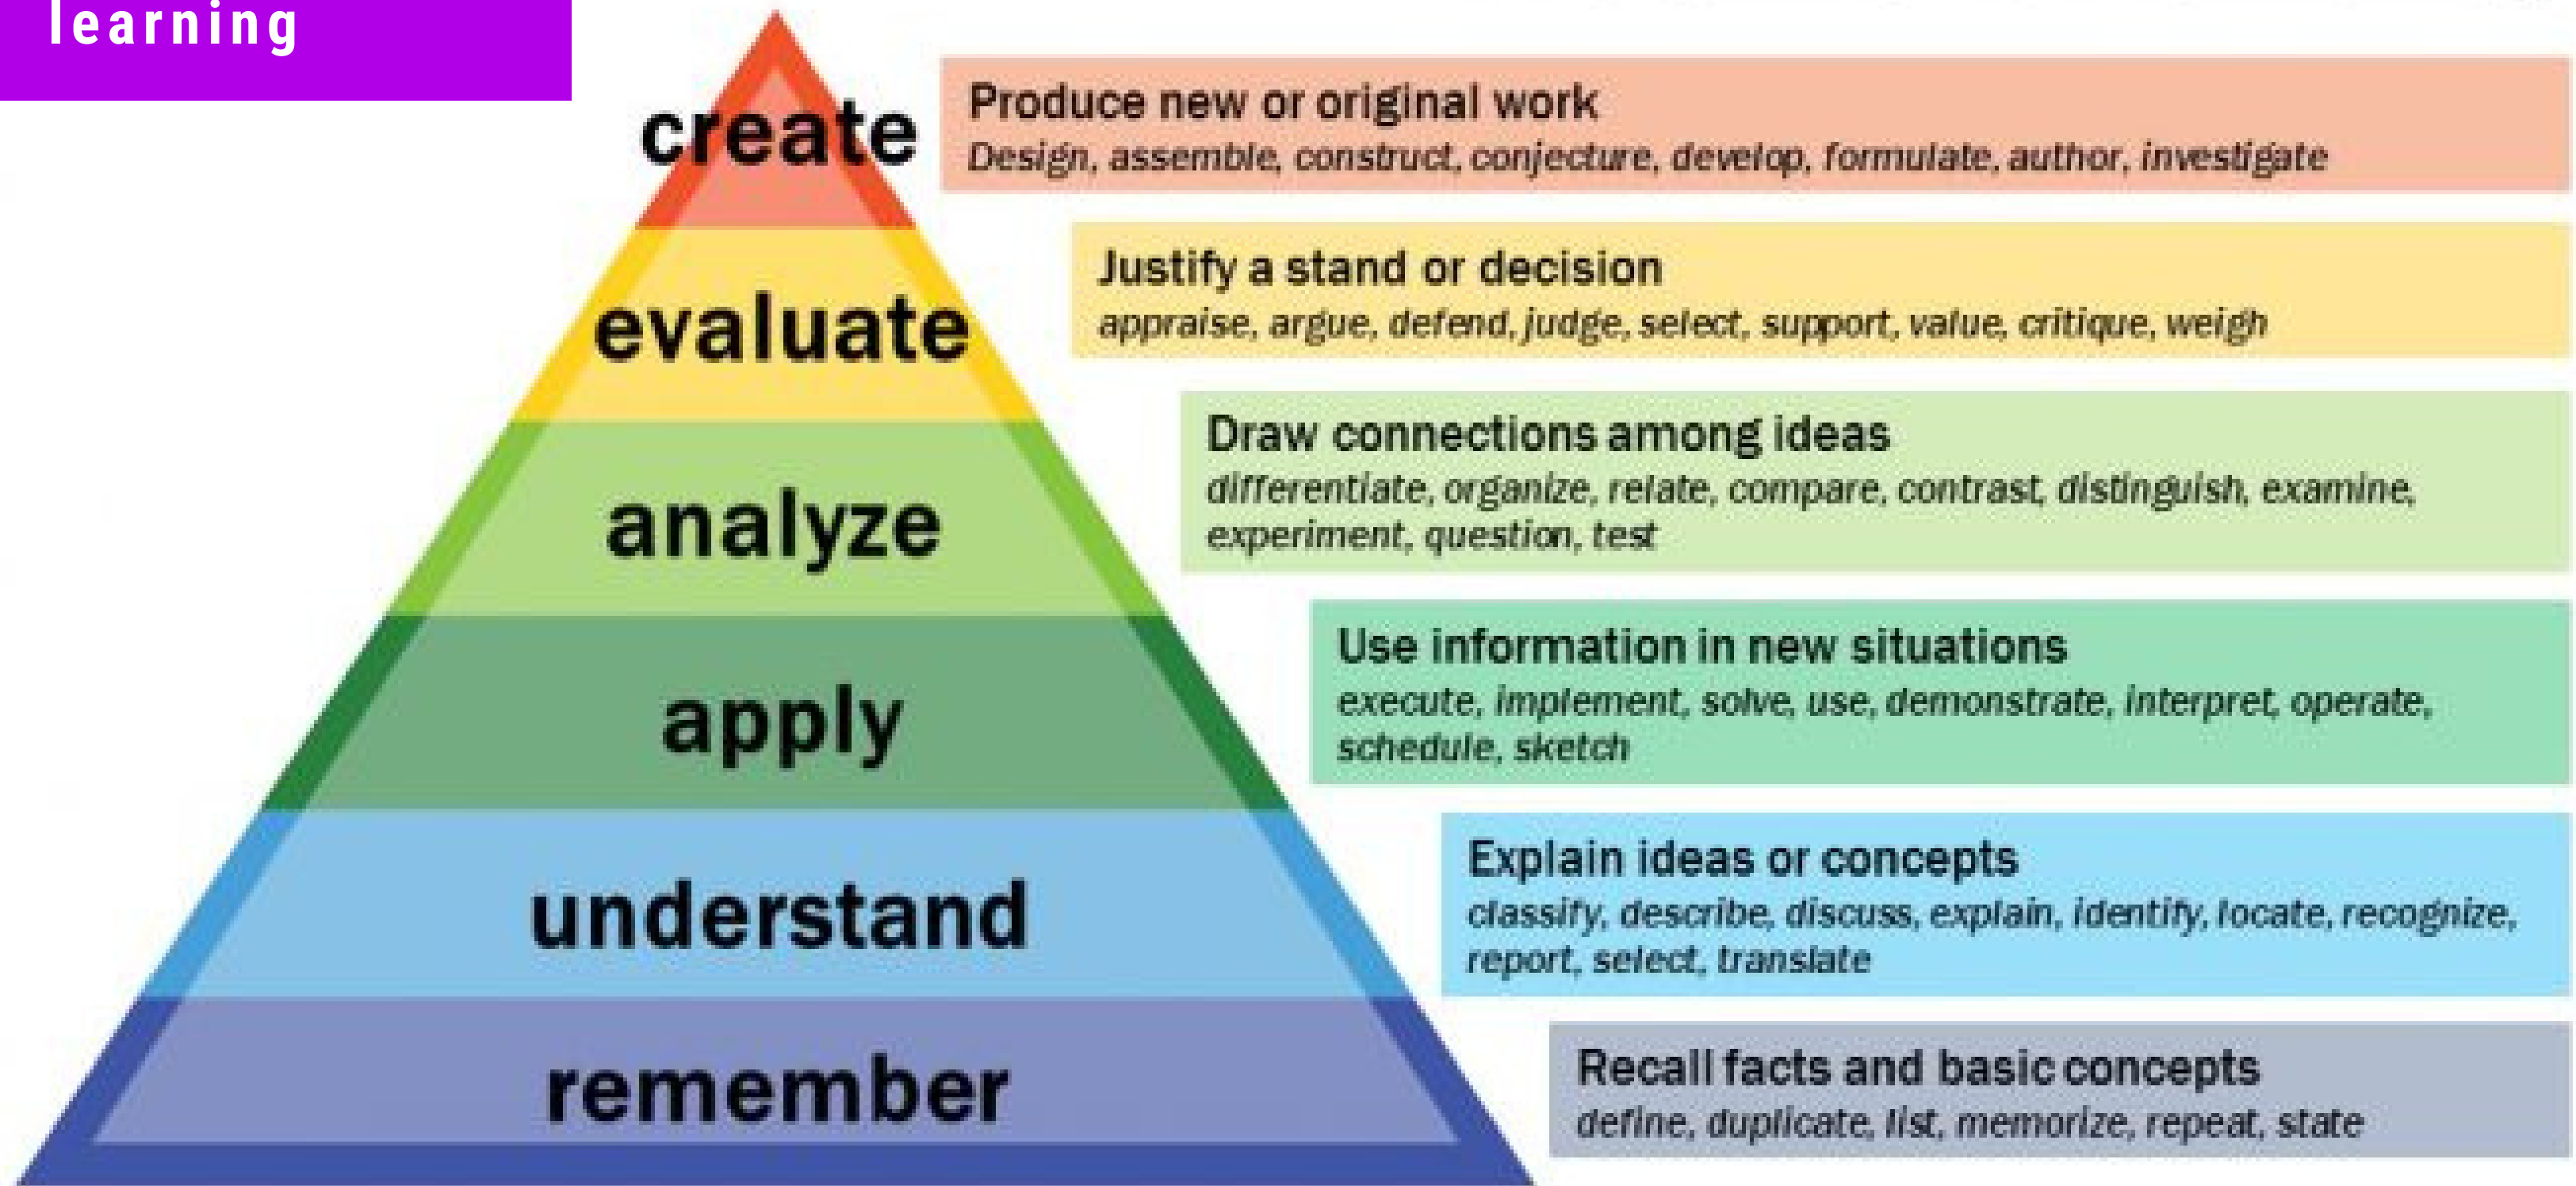 learning
create
Produce new or original work
Design, assemble, construct, conjecture, develop, formulate, author, investigate
evaluate
Justify a stand or decision
appraise, argue, defend, judge, select, support, value, critique, weigh
analyze
Draw connections among ideas
differentiate, organize, relate, compare, contrast, distinguish, examine,
experiment, question, test
apply
Use information in new situations
execute, implement, solve, use, demonstrate, interpret, operate,
schedule, sketch
understand
Explain ideas or concepts
classify, describe, discuss, explain, identify, locate, recognize,
report, select, translate
remember
Recall facts and basic concepts
define, duplicate, list, memorize, repeat, state